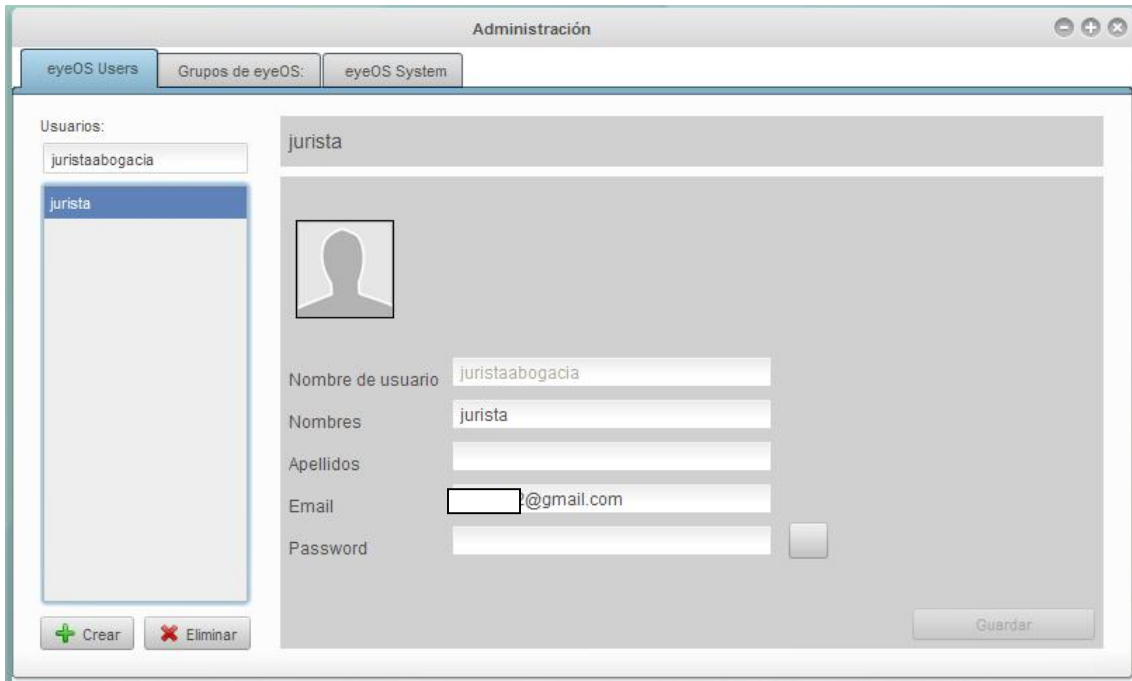 Administración
eyeOS Users
Grupos de eyeOS:
eyeOS System
Usuarios:
juristaabogacia
jurista
Crear
Eliminar
jurista
Nombre de usuario juristaabogacia
Nombres jurista
Apellidos
Email 2@gmail.com
Password
Guardar